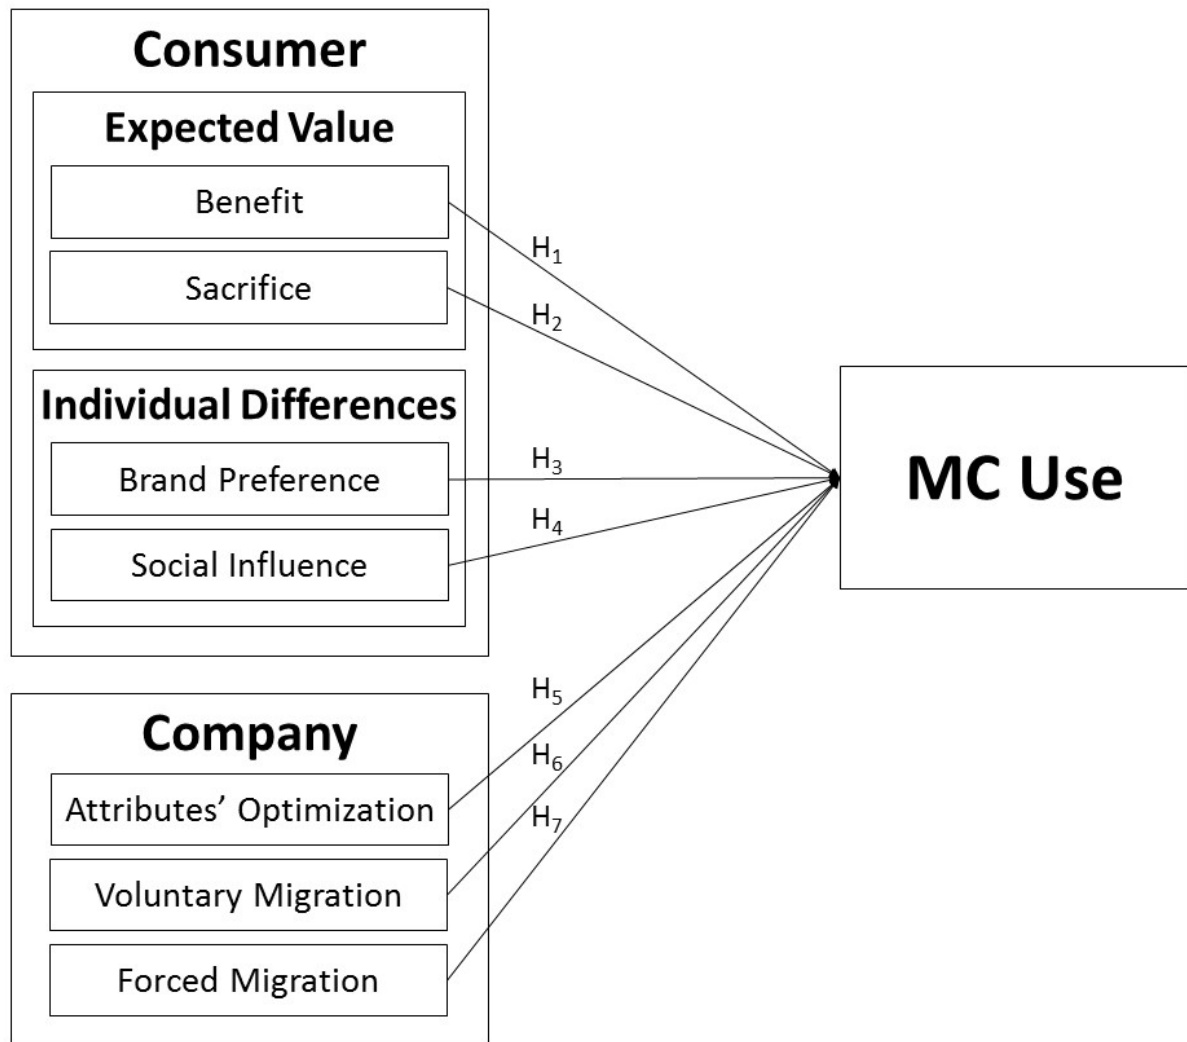 Consumer
Expected Value
Benefit
Sacrifice
Individual Differences
Brand Preference
Social Influence
Company
Attributes’ Optimization
Voluntary Migration
Forced Migration
H₁
H₂
H₃
H₄
H₅
H₆
H₇
MC Use